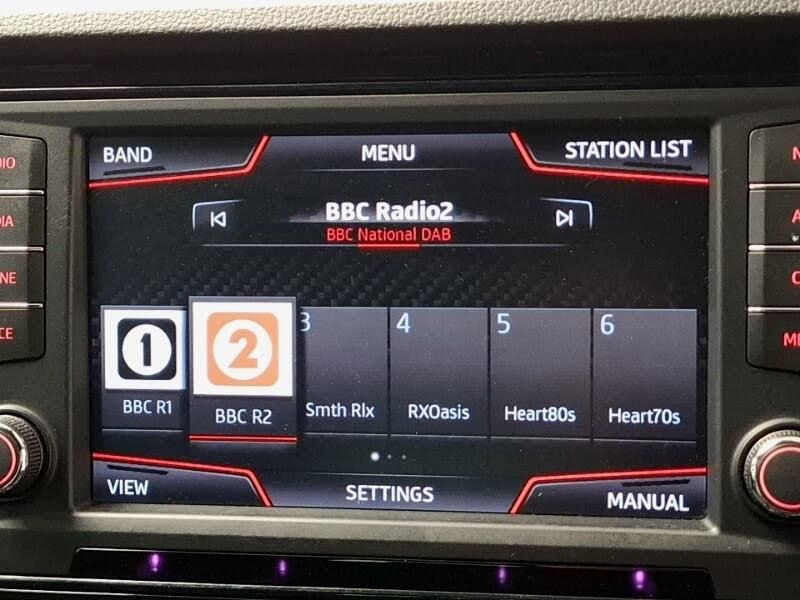 BAND
MENU
STATION LIST
BBC Radio2
BBC National DAB
1
2
3
4
5
6
BBC R1
BBC R2
Smth Rlx
RXOasis
Heart80s
Heart70s
VIEW
SETTINGS
MANUAL